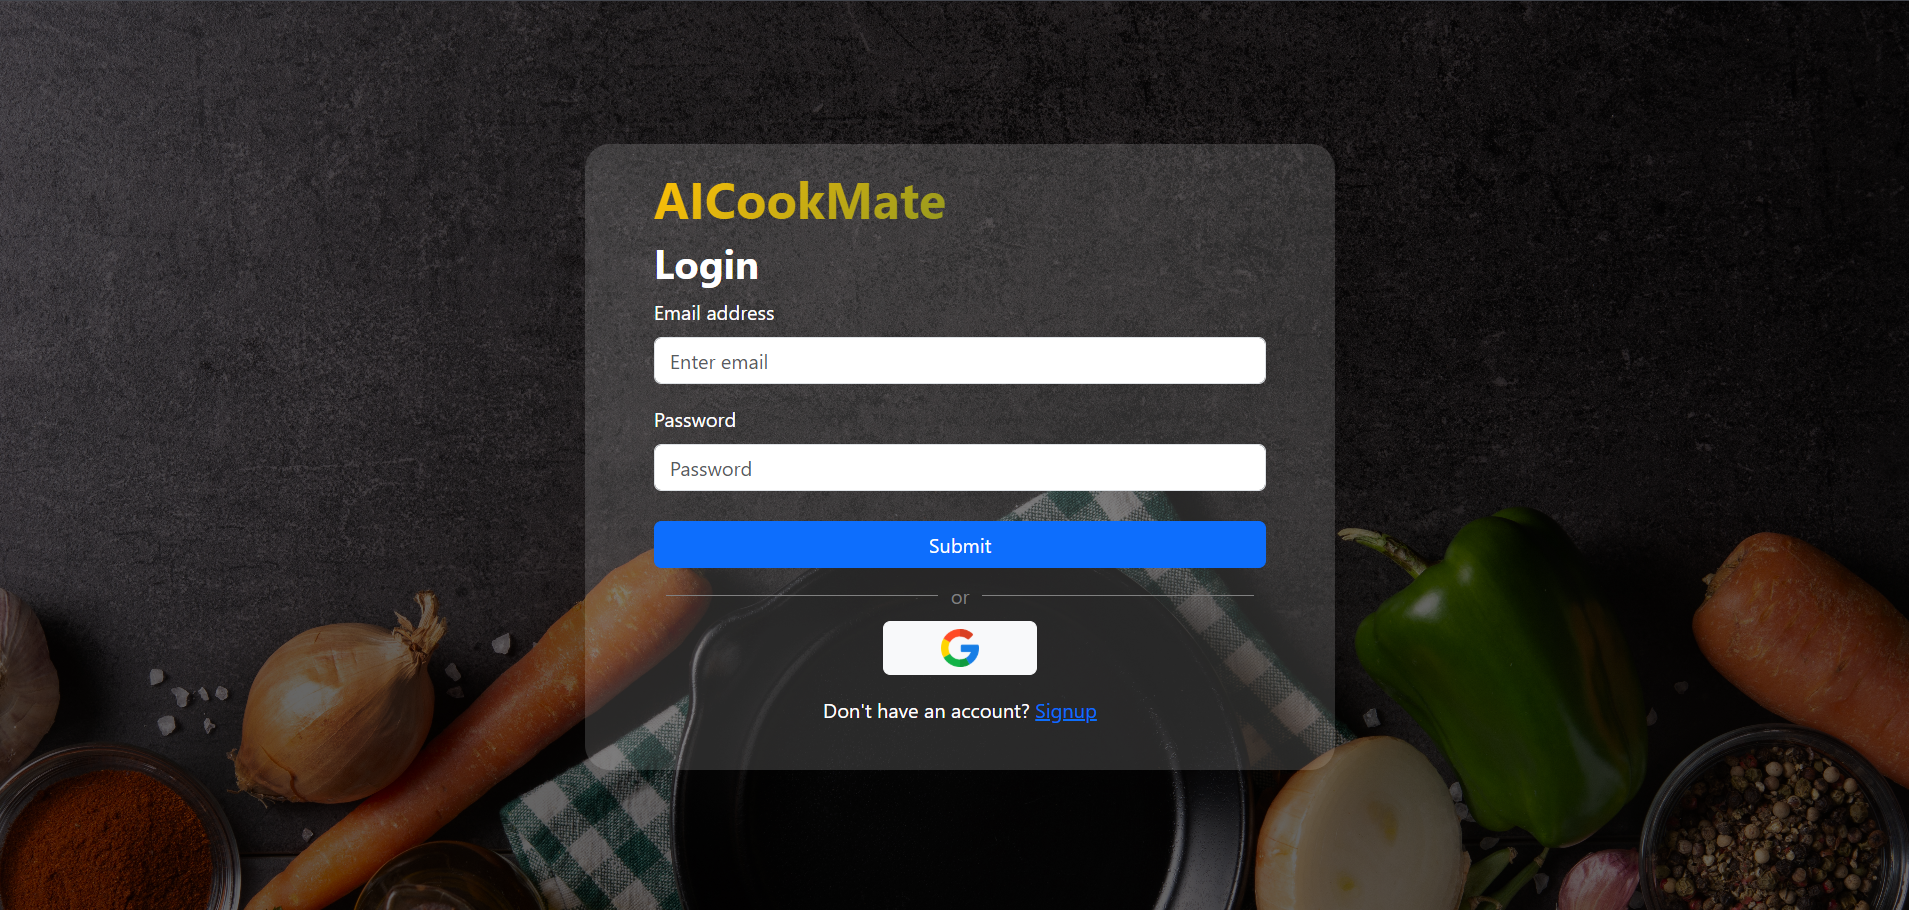 AICookMate
Login
Email address
Enter email
Password
Password
Submit
or
Don't have an account? Signup